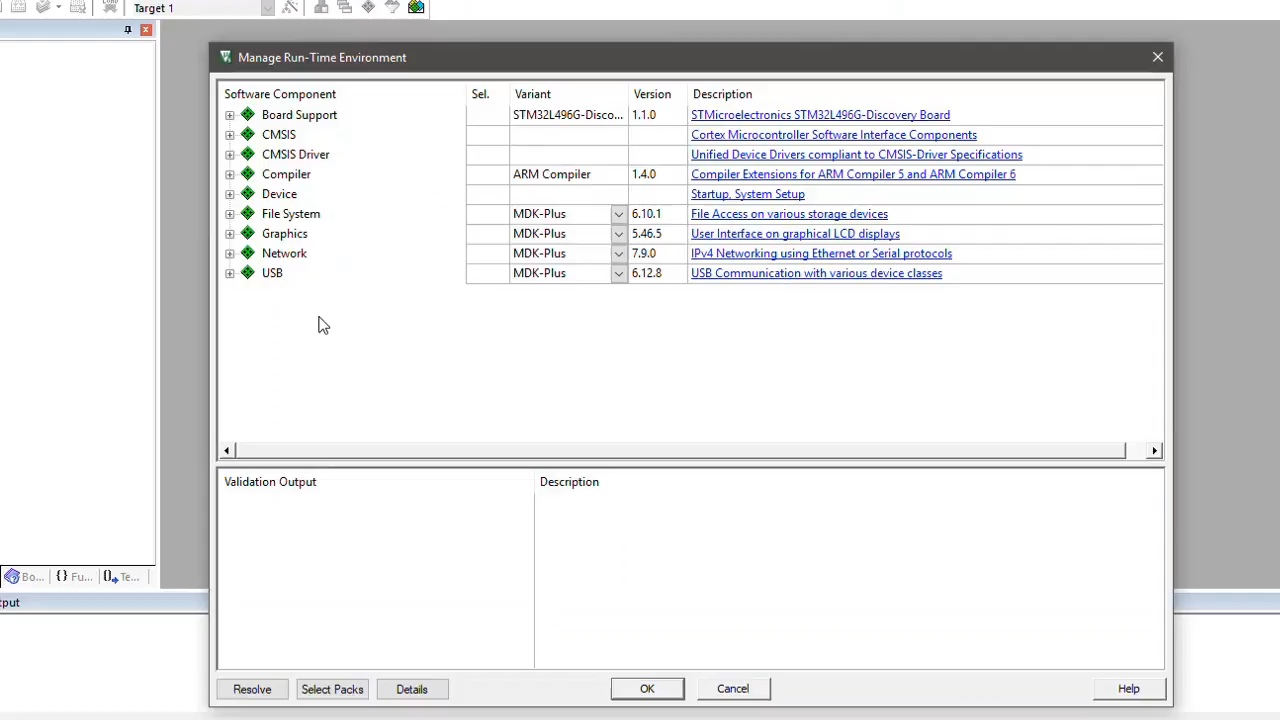 Target 1
Manage Run-Time Environment
Software Component Sel. Variant Version Description
Board Support STM32L496G-Disco... 1.1.0 STMicroelectronics STM32L496G-Discovery Board
CMSIS Cortex Microcontroller Software Interface Components
CMSIS Driver Unified Device Drivers compliant to CMSIS-Driver Specifications
Compiler ARM Compiler 1.4.0 Compiler Extensions for ARM Compiler 5 and ARM Compiler 6
Device Startup, System Setup
File System MDK-Plus 6.10.1 File Access on various storage devices
Graphics MDK-Plus 5.46.5 User Interface on graphical LCD displays
Network MDK-Plus 7.9.0 IPv4 Networking using Ethernet or Serial protocols
USB MDK-Plus 6.12.8 USB Communication with various device classes
Validation Output Description
Bo... {} Fu... Te...
tput
Resolve Select Packs Details OK Cancel Help